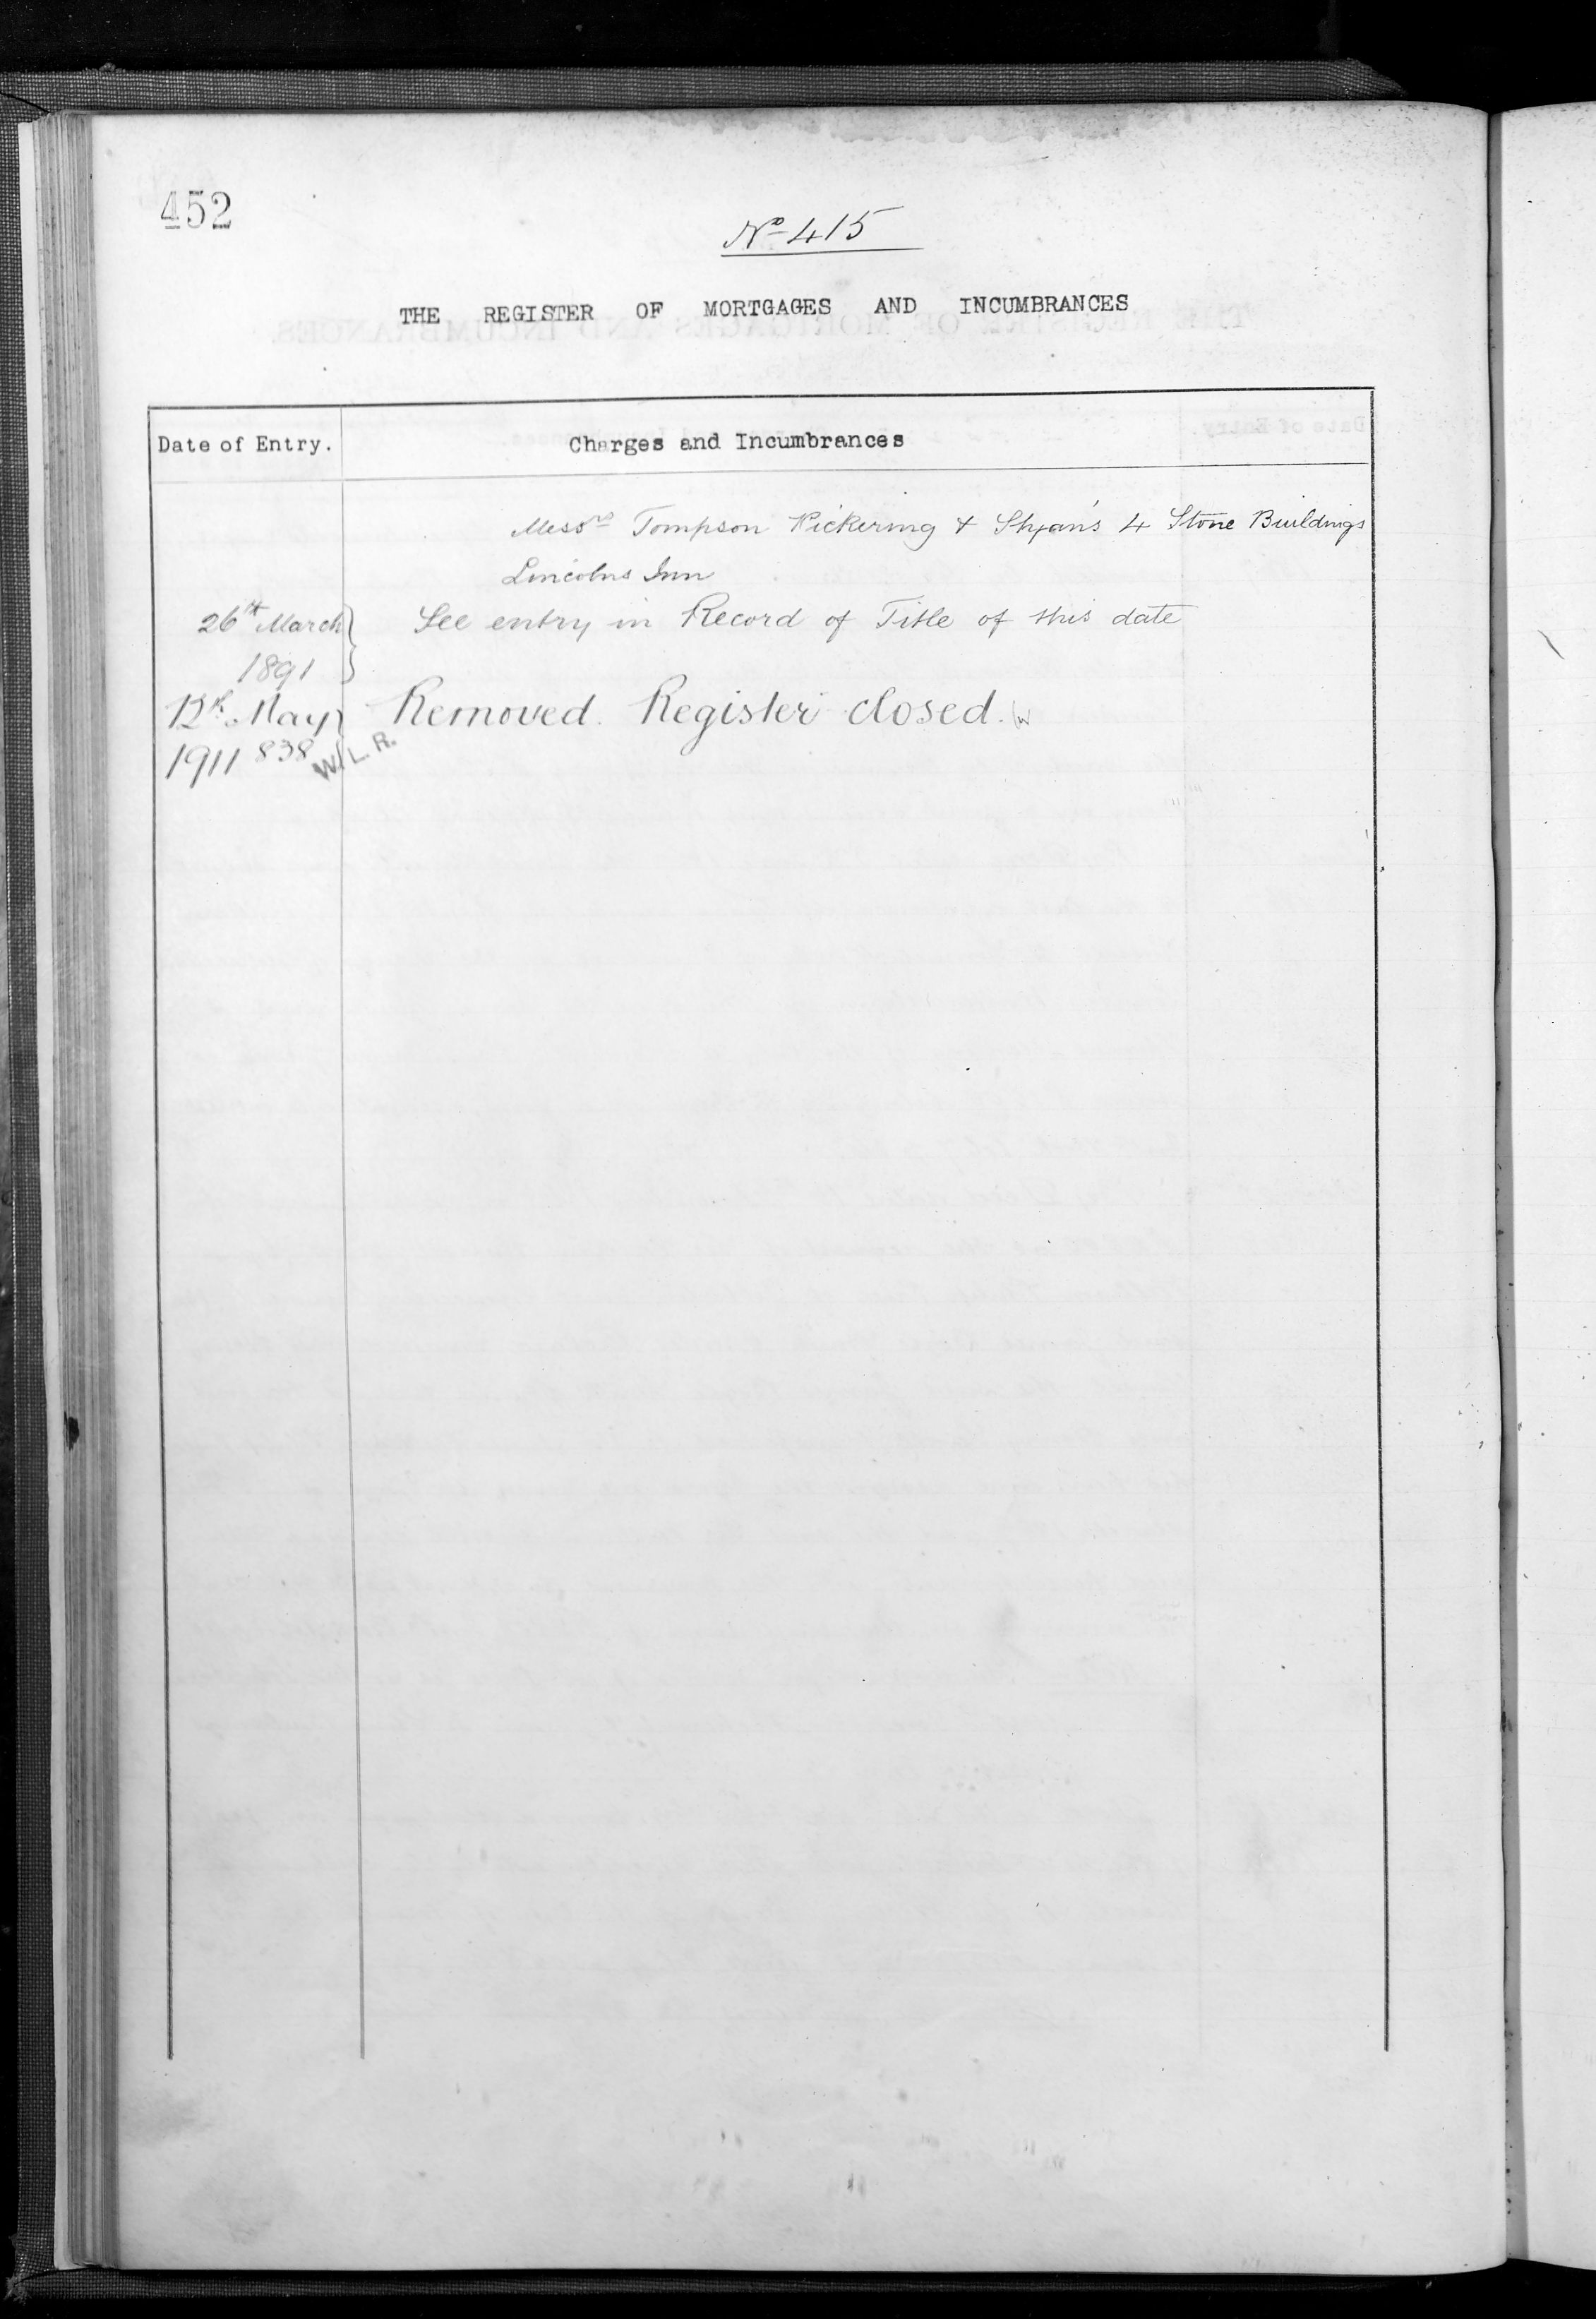 452
No 415
THE REGISTER OF MORTGAGES AND INCUMBRANCES
Date of Entry. Charges and Incumbrances
Messrs Tompson Pickering & 4 Stone Buildings
Lincolns Inn
26th March See entry in Record of Title of this date
1891
12th May Removed. Register closed.
1911 838 W.L.R.